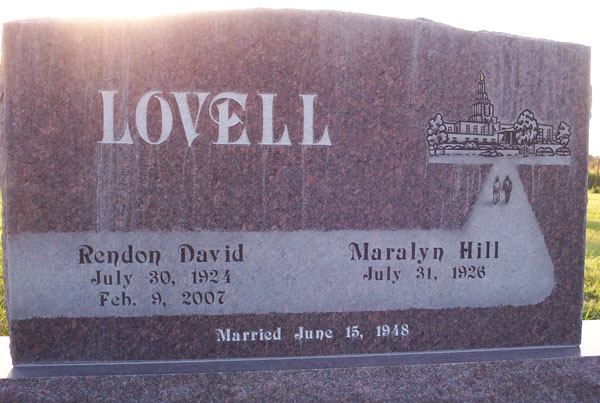 LOVELL
Rendon David
July 30, 1924
Feb. 9, 2007
Maralyn Hill
July 31, 1926
Married June 15, 1948